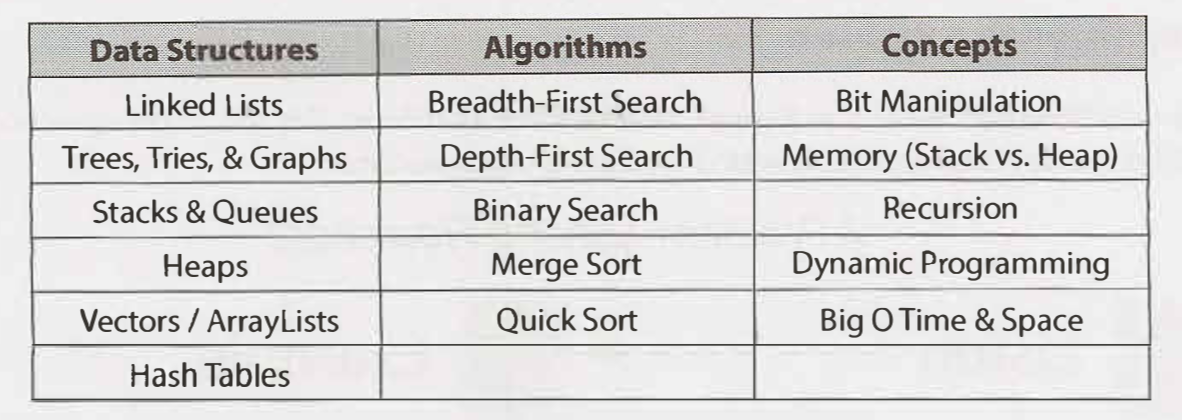 Data Structures Algorithms Concepts
Linked Lists Breadth-First Search Bit Manipulation
Trees, Tries, & Graphs Depth-First Search Memory (Stack vs. Heap)
Stacks & Queues Binary Search Recursion
Heaps Merge Sort Dynamic Programming
Vectors / ArrayLists Quick Sort Big O Time & Space
Hash Tables